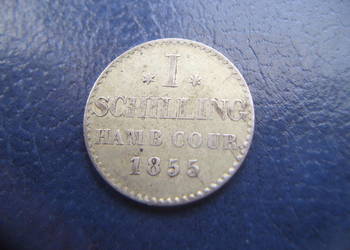 * I *
SCHILLING
HAMB COUR.
1855